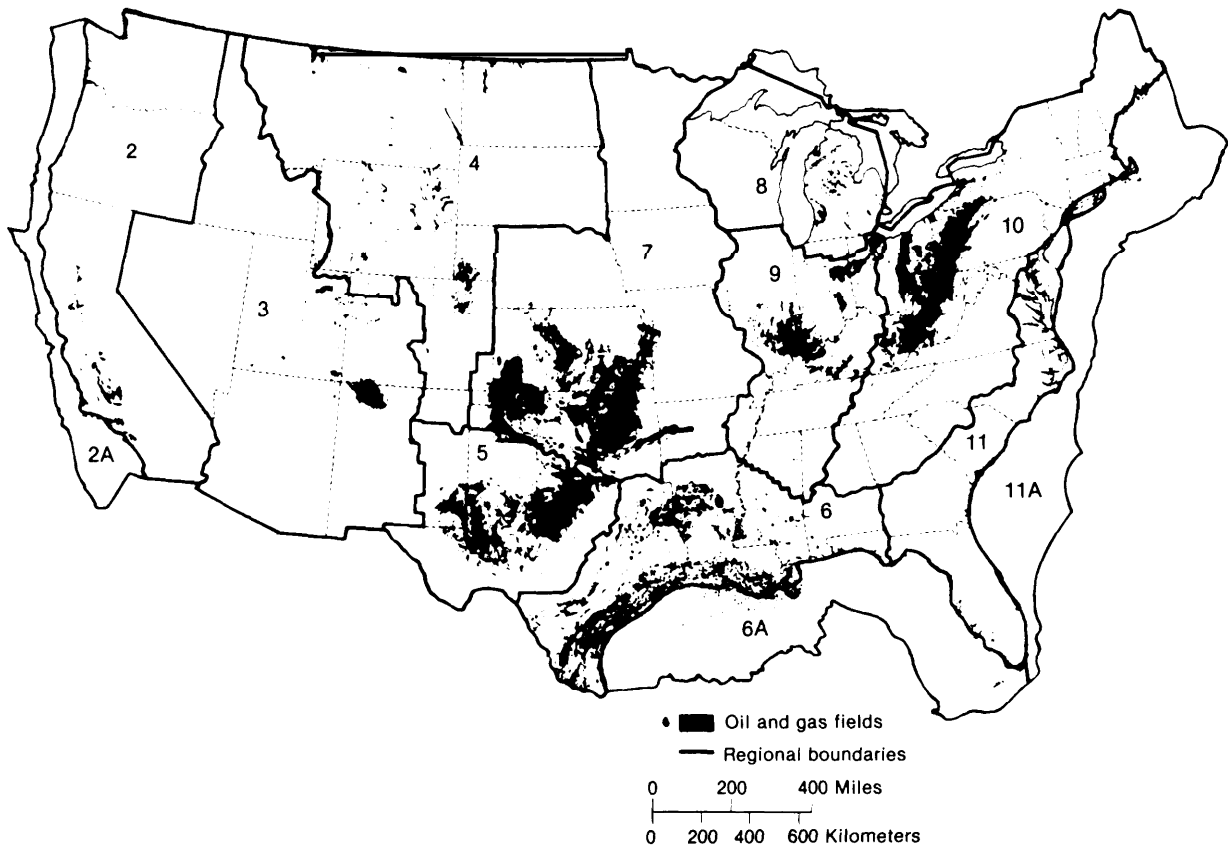 2
4
8
10
7
9
3
5
2A
11
11A
6
6A
Oil and gas fields
Regional boundaries
0 200 400 Miles
0 200 400 600 Kilometers